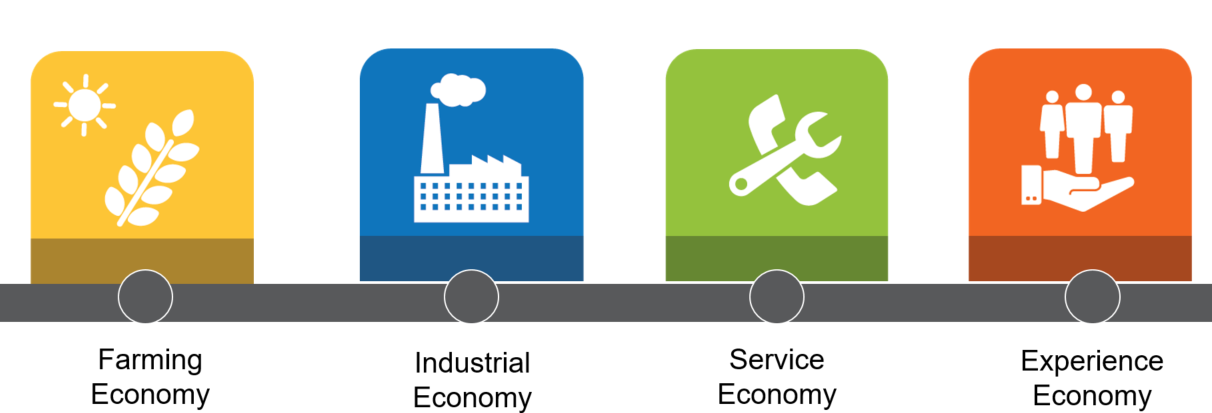 Farming
Economy
Industrial
Economy
Service
Economy
Experience
Economy